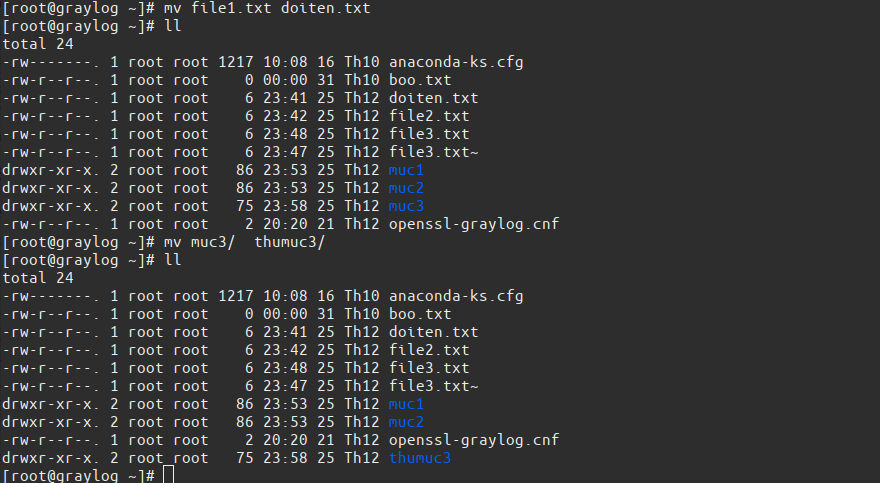 [root@graylog ~]# mv file1.txt doiten.txt
[root@graylog ~]# ll
total 24
-rw-------. 1 root root 1217 10:08 16 Th10 anaconda-ks.cfg
-rw-r--r--. 1 root root    0 00:00 31 Th10 boo.txt
-rw-r--r--. 1 root root    6 23:41 25 Th12 doiten.txt
-rw-r--r--. 1 root root    6 23:42 25 Th12 file2.txt
-rw-r--r--. 1 root root    6 23:48 25 Th12 file3.txt
-rw-r--r--. 1 root root    6 23:47 25 Th12 file3.txt~
drwxr-xr-x. 2 root root   86 23:53 25 Th12 muc1
drwxr-xr-x. 2 root root   86 23:53 25 Th12 muc2
drwxr-xr-x. 2 root root   75 23:58 25 Th12 muc3
-rw-r--r--. 1 root root    2 20:20 21 Th12 openssl-graylog.cnf
[root@graylog ~]# mv muc3/  thumuc3/
[root@graylog ~]# ll
total 24
-rw-------. 1 root root 1217 10:08 16 Th10 anaconda-ks.cfg
-rw-r--r--. 1 root root    0 00:00 31 Th10 boo.txt
-rw-r--r--. 1 root root    6 23:41 25 Th12 doiten.txt
-rw-r--r--. 1 root root    6 23:42 25 Th12 file2.txt
-rw-r--r--. 1 root root    6 23:48 25 Th12 file3.txt
-rw-r--r--. 1 root root    6 23:47 25 Th12 file3.txt~
drwxr-xr-x. 2 root root   86 23:53 25 Th12 muc1
drwxr-xr-x. 2 root root   86 23:53 25 Th12 muc2
-rw-r--r--. 1 root root    2 20:20 21 Th12 openssl-graylog.cnf
drwxr-xr-x. 2 root root   75 23:58 25 Th12 thumuc3
[root@graylog ~]#